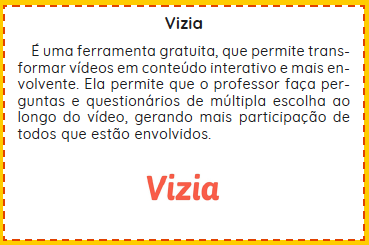 Vizia
É uma ferramenta gratuita, que permite trans-
formar vídeos em conteúdo interativo e mais en-
volvente. Ela permite que o professor faça per-
guntas e questionários de múltipla escolha ao
longo do vídeo, gerando mais participação de
todos que estão envolvidos.
Vizia